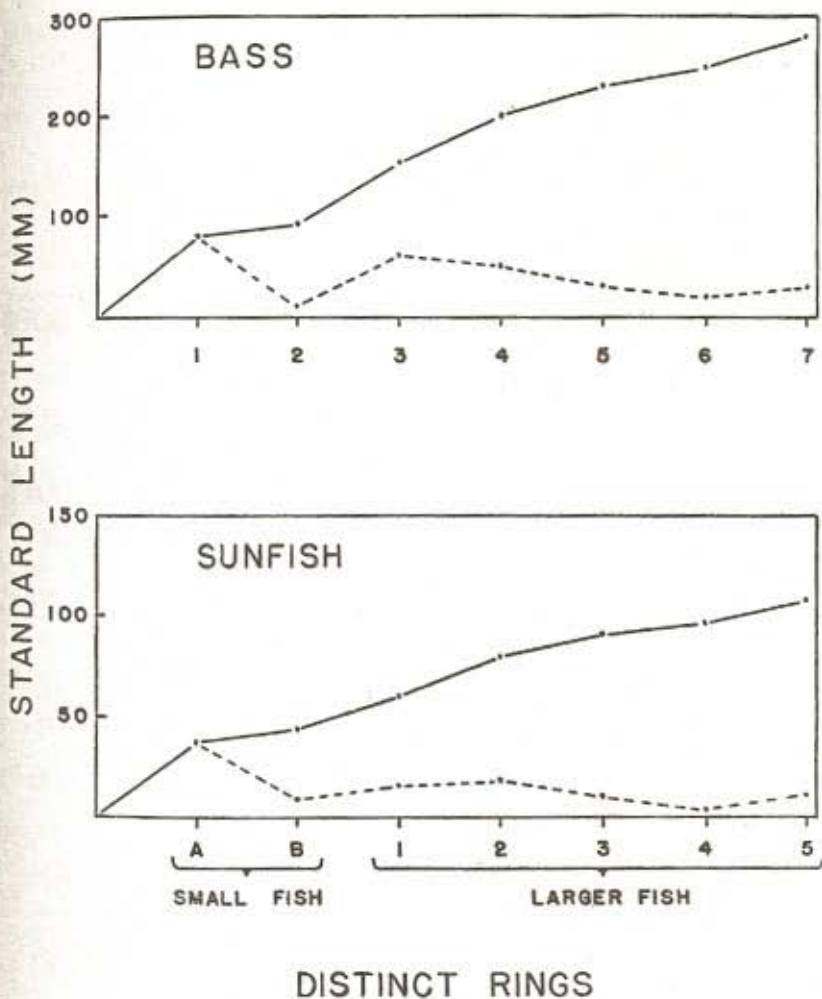 STANDARD LENGTH (MM)
300
200
100
BASS
1 2 3 4 5 6 7
150
100
50
SUNFISH
A B 1 2 3 4 5
SMALL FISH LARGER FISH
DISTINCT RINGS